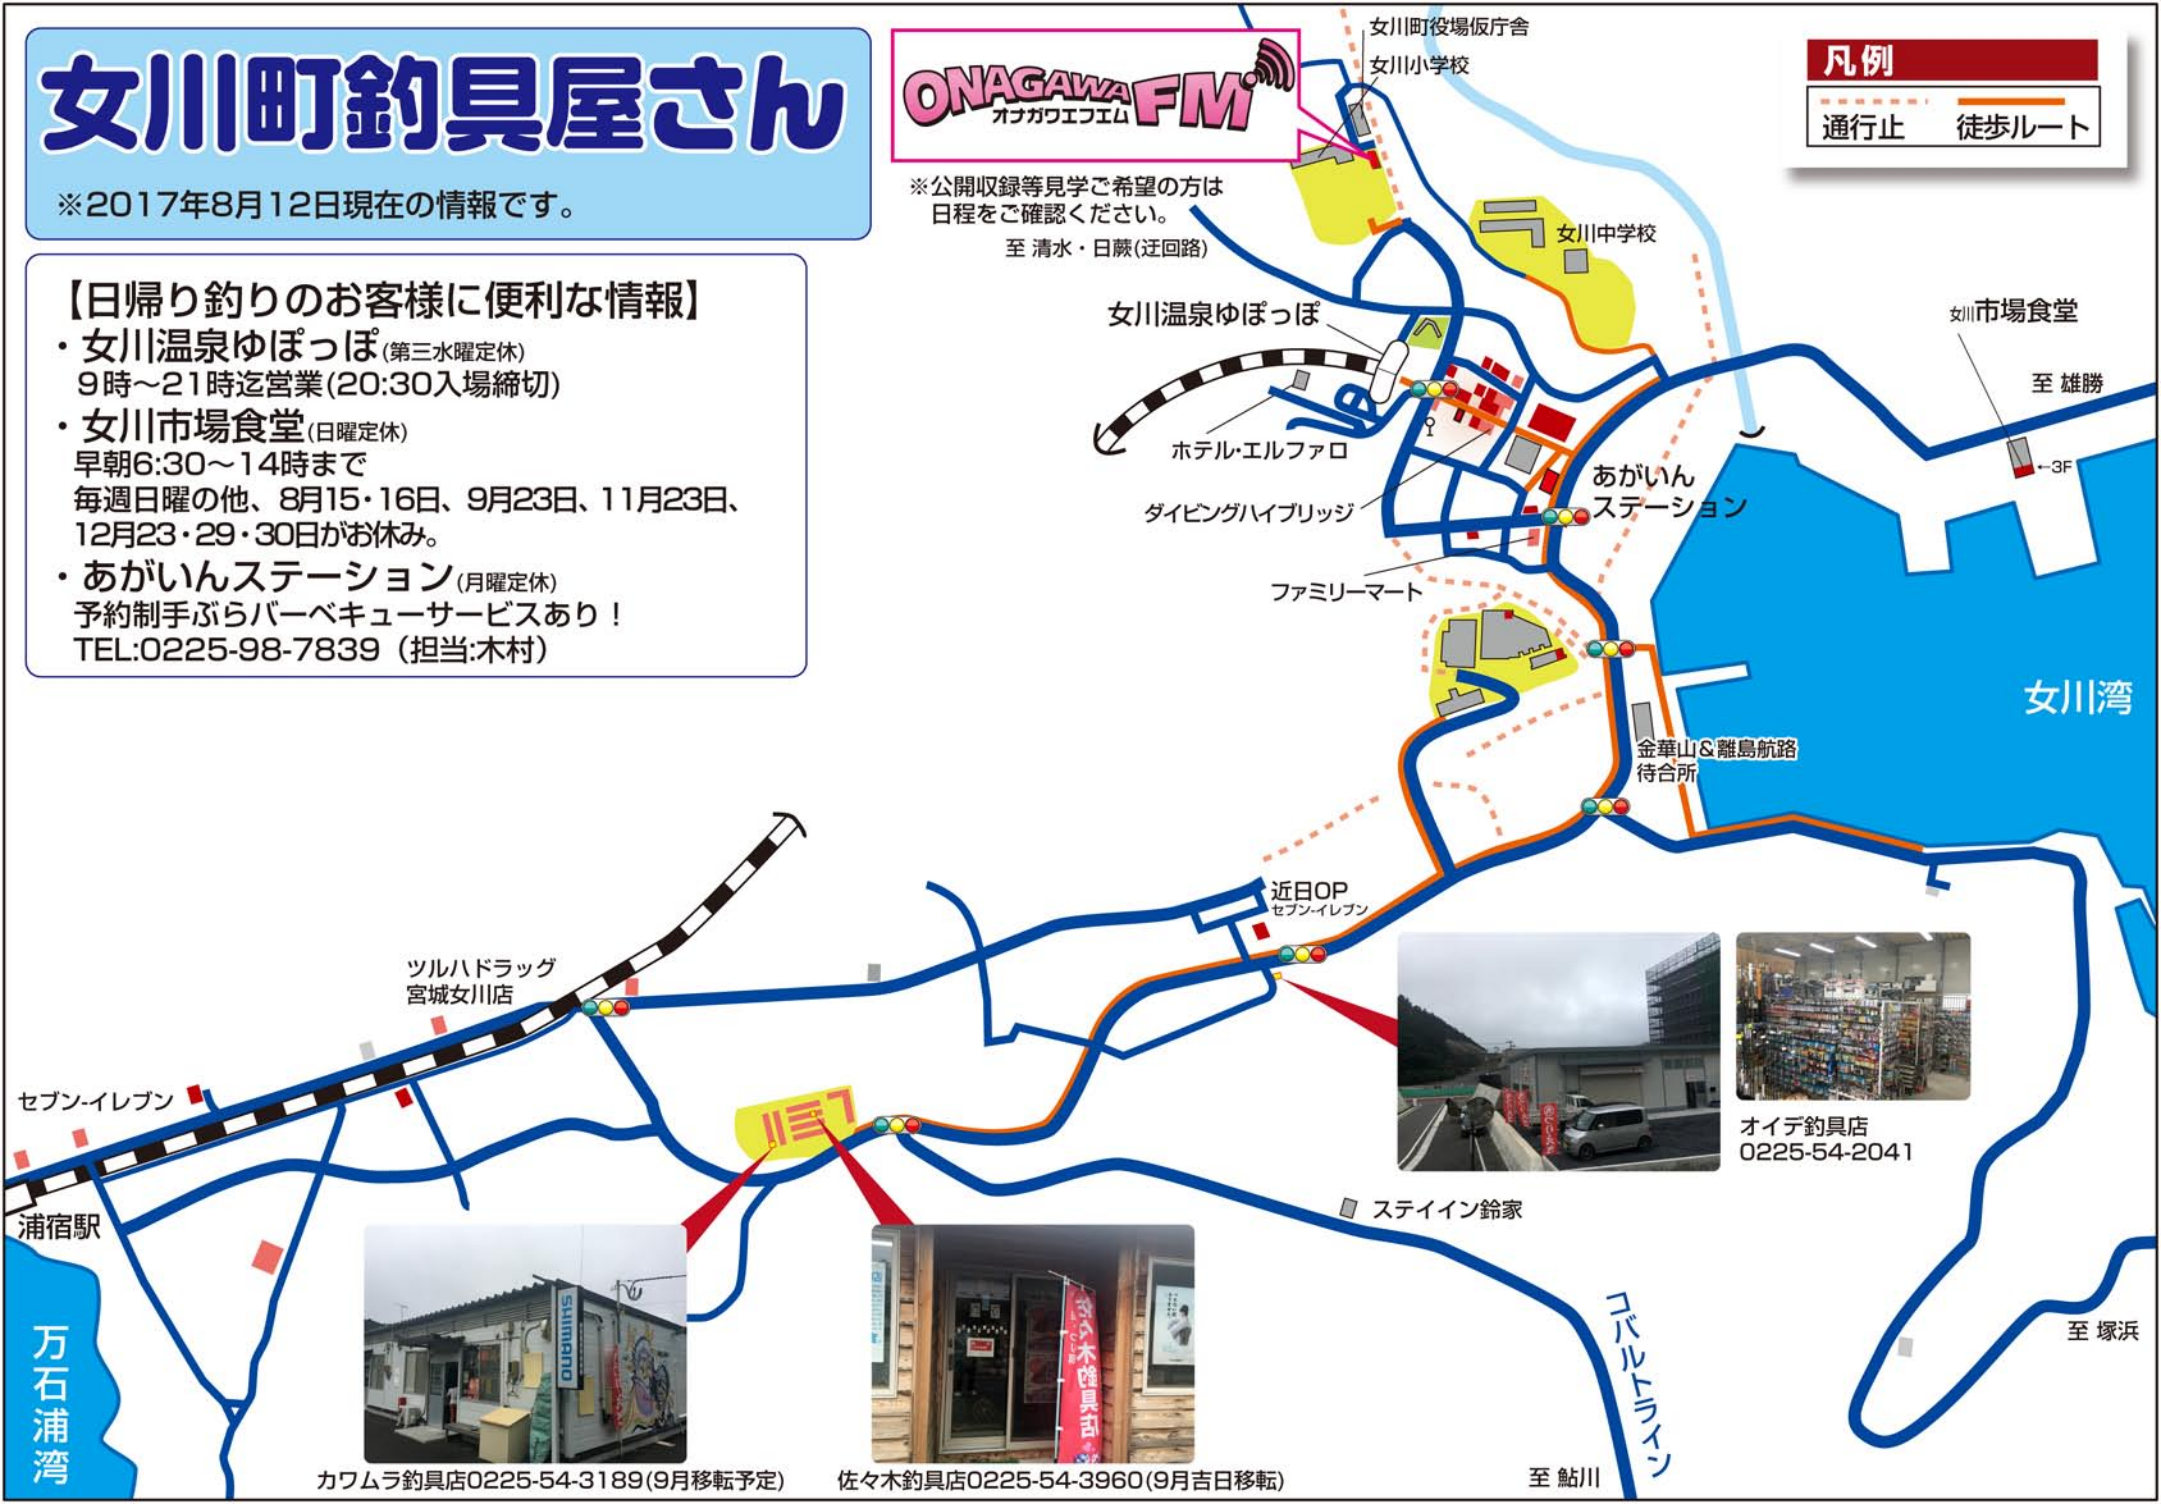 女川町釣具屋さん
※2017年8月12日現在の情報です。
【日帰り釣りのお客様に便利な情報】
・女川温泉ゆぽっぽ(第三水曜定休)
9時～21時迄営業(20:30入場締切)
・女川市場食堂(日曜定休)
早朝6:30～14時まで
毎週日曜の他、8月15・16日、9月23日、11月23日、
12月23・29・30日がお休み。
・あがいんステーション(月曜定休)
予約制手ぶらバーベキューサービスあり！
TEL:0225-98-7839（担当:木村）
ONAGAWA FM
オナガワエフエム
※公開収録等見学ご希望の方は
日程をご確認ください。
至 清水・日蕨(迂回路)
女川町役場仮庁舎
女川小学校
凡例
通行止
徒歩ルート
女川中学校
女川温泉ゆぽっぽ
女川市場食堂
至 雄勝
←3F
ホテル・エルファロ
ダイビングハイブリッジ
あがいん
ステーション
ファミリーマート
女川湾
金華山＆離島航路
待合所
近日OP
セブン-イレブン
ツルハドラッグ
宮城女川店
セブン-イレブン
浦宿駅
万石浦湾
オイデ釣具店
0225-54-2041
ステイイン鈴家
コバルトライン
至 塚浜
至 鮎川
SHIMANO
佐々木釣具店
カワムラ釣具店0225-54-3189(9月移転予定)
佐々木釣具店0225-54-3960(9月吉日移転)